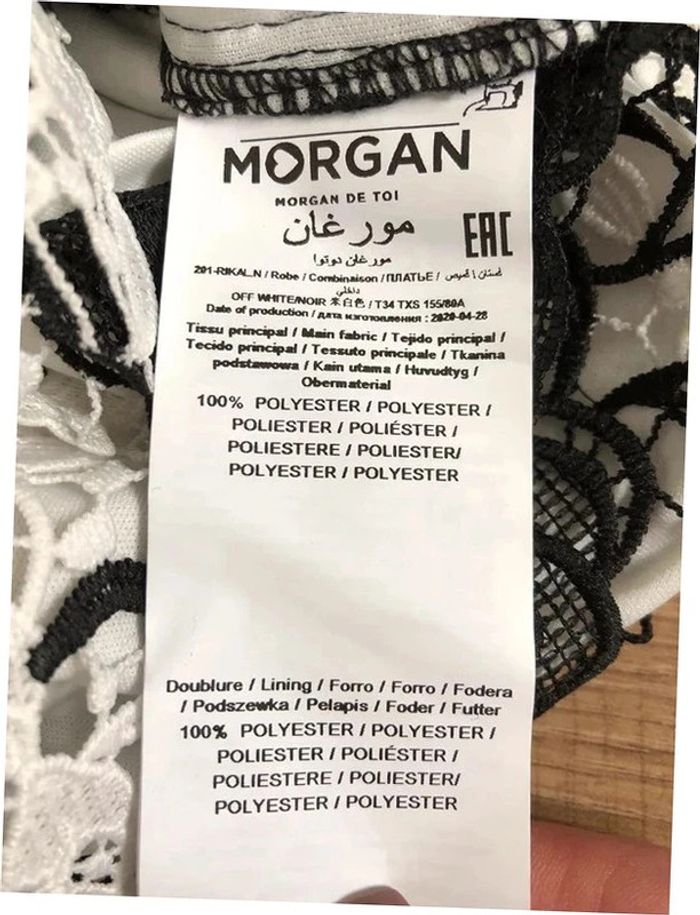 MORGAN
MORGAN DE TOI
مورغان
EAC
مورغان دوتوا
201-RIKAL.N / Robe / Combinaison / ПЛАТЬЕ / فستان / قميص
داخلي
OFF WHITE/NOIR 米白色 / T34 TXS 155/80A
Date of production / дата изготовления : 2020-04-28
Tissu principal / Main fabric / Tejido principal /
Tecido principal / Tessuto principale / Tkanina
podstawowa / Kain utama / Huvudtyg /
Obermaterial
100% POLYESTER / POLYESTER /
POLIESTER / POLIÉSTER /
POLIESTERE / POLIESTER/
POLYESTER / POLYESTER
Doublure / Lining / Forro / Forro / Fodera
/ Podszewka / Pelapis / Foder / Futter
100% POLYESTER / POLYESTER /
POLIESTER / POLIÉSTER /
POLIESTERE / POLIESTER/
POLYESTER / POLYESTER